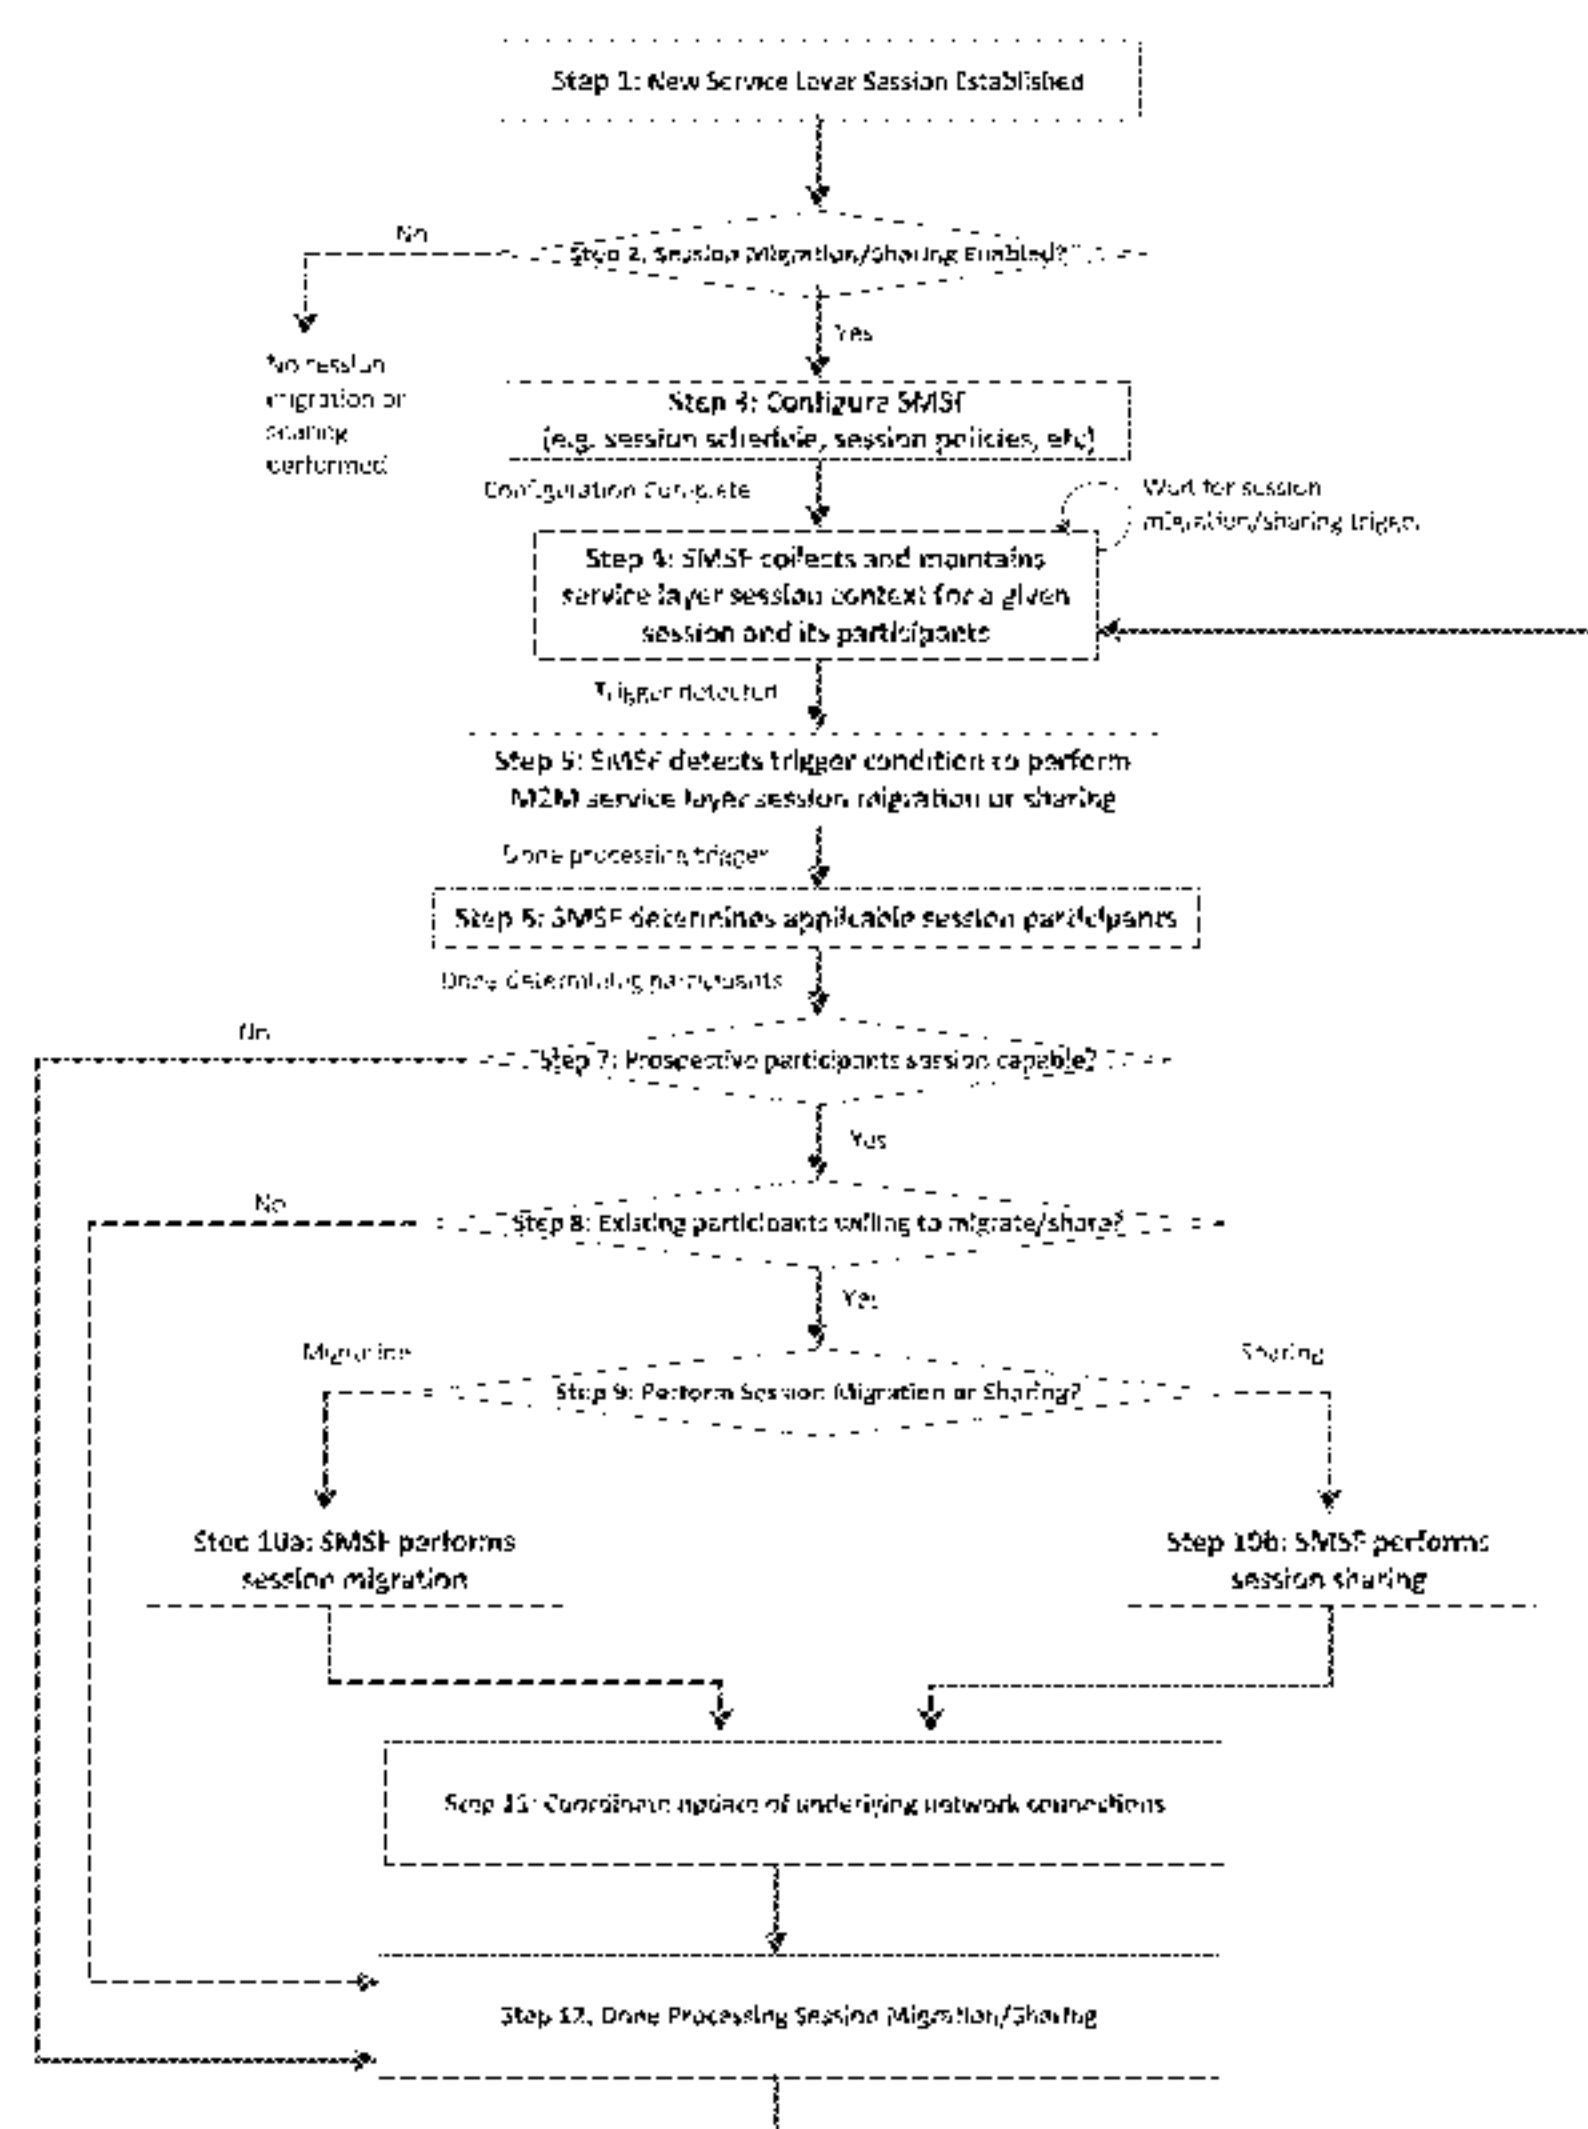 Step 1: New Service Layer Session Established
No
Step 2. Session Migration/Sharing Enabled?
Yes
No session
migration or
sharing
performed
Step 3: Configure SMSF
(e.g. session schedule, session policies, etc)
Configuration Complete
Wait for session
migration/sharing trigger
Step 4: SMSF collects and maintains
service layer session context for a given
session and its participants
Trigger detected
Step 5: SMSF detects trigger condition to perform
M2M service layer session migration or sharing
Done processing trigger
Step 6: SMSF determines applicable session participants
Done determining participants
No
Step 7: Prospective participants session capable?
Yes
No
Step 8: Existing participants willing to migrate/share?
Yes
Migration
Sharing
Step 9: Perform Session Migration or Sharing?
Step 10a: SMSF performs
session migration
Step 10b: SMSF performs
session sharing
Step 11: Coordinate update of underlying network connections
Step 12. Done Processing Session Migration/Sharing